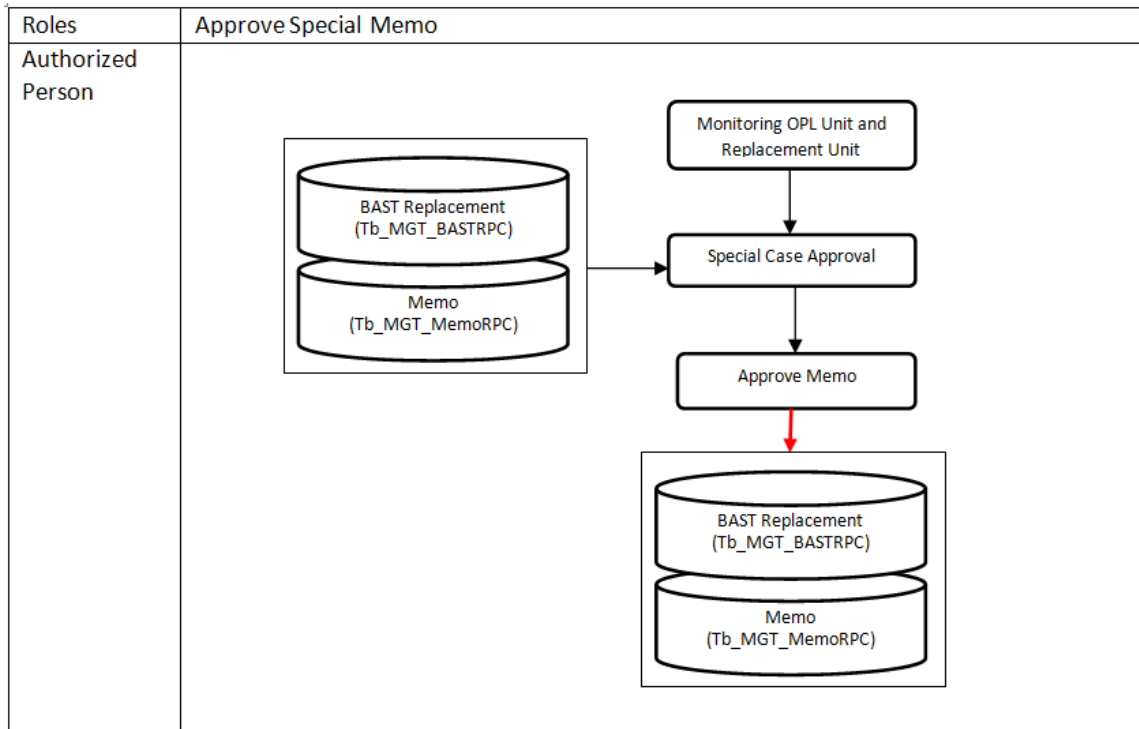 Roles
Approve Special Memo
Authorized
Person
Monitoring OPL Unit and
Replacement Unit
BAST Replacement
(Tb_MGT_BASTRPC)
Special Case Approval
Memo
(Tb_MGT_MemoRPC)
Approve Memo
BAST Replacement
(Tb_MGT_BASTRPC)
Memo
(Tb_MGT_MemoRPC)